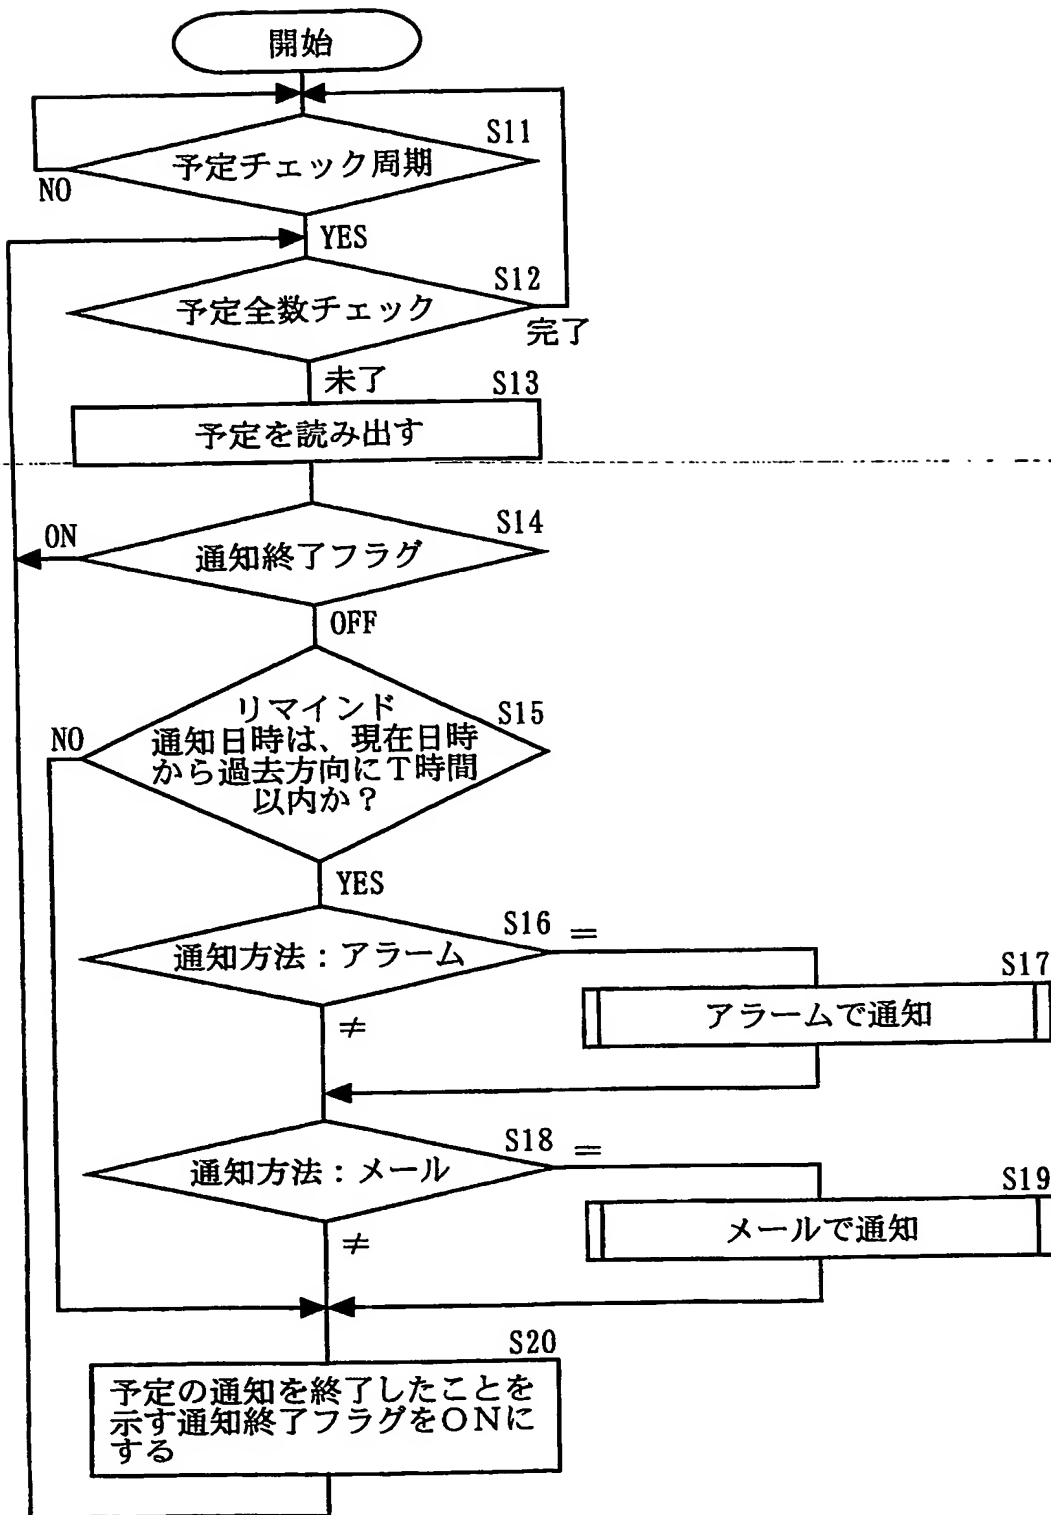 開始
S11
予定チェック周期
NO
YES
S12
予定全数チェック
完了
未了
S13
予定を読み出す
S14
ON
通知終了フラグ
OFF
S15
NO
リマインド
通知日時は、現在日時
から過去方向にT時間
以内か?
YES
S16
=
通知方法:アラーム
≠
S17
アラームで通知
S18
=
通知方法:メール
≠
S19
メールで通知
S20
予定の通知を終了したことを
示す通知終了フラグをONに
する